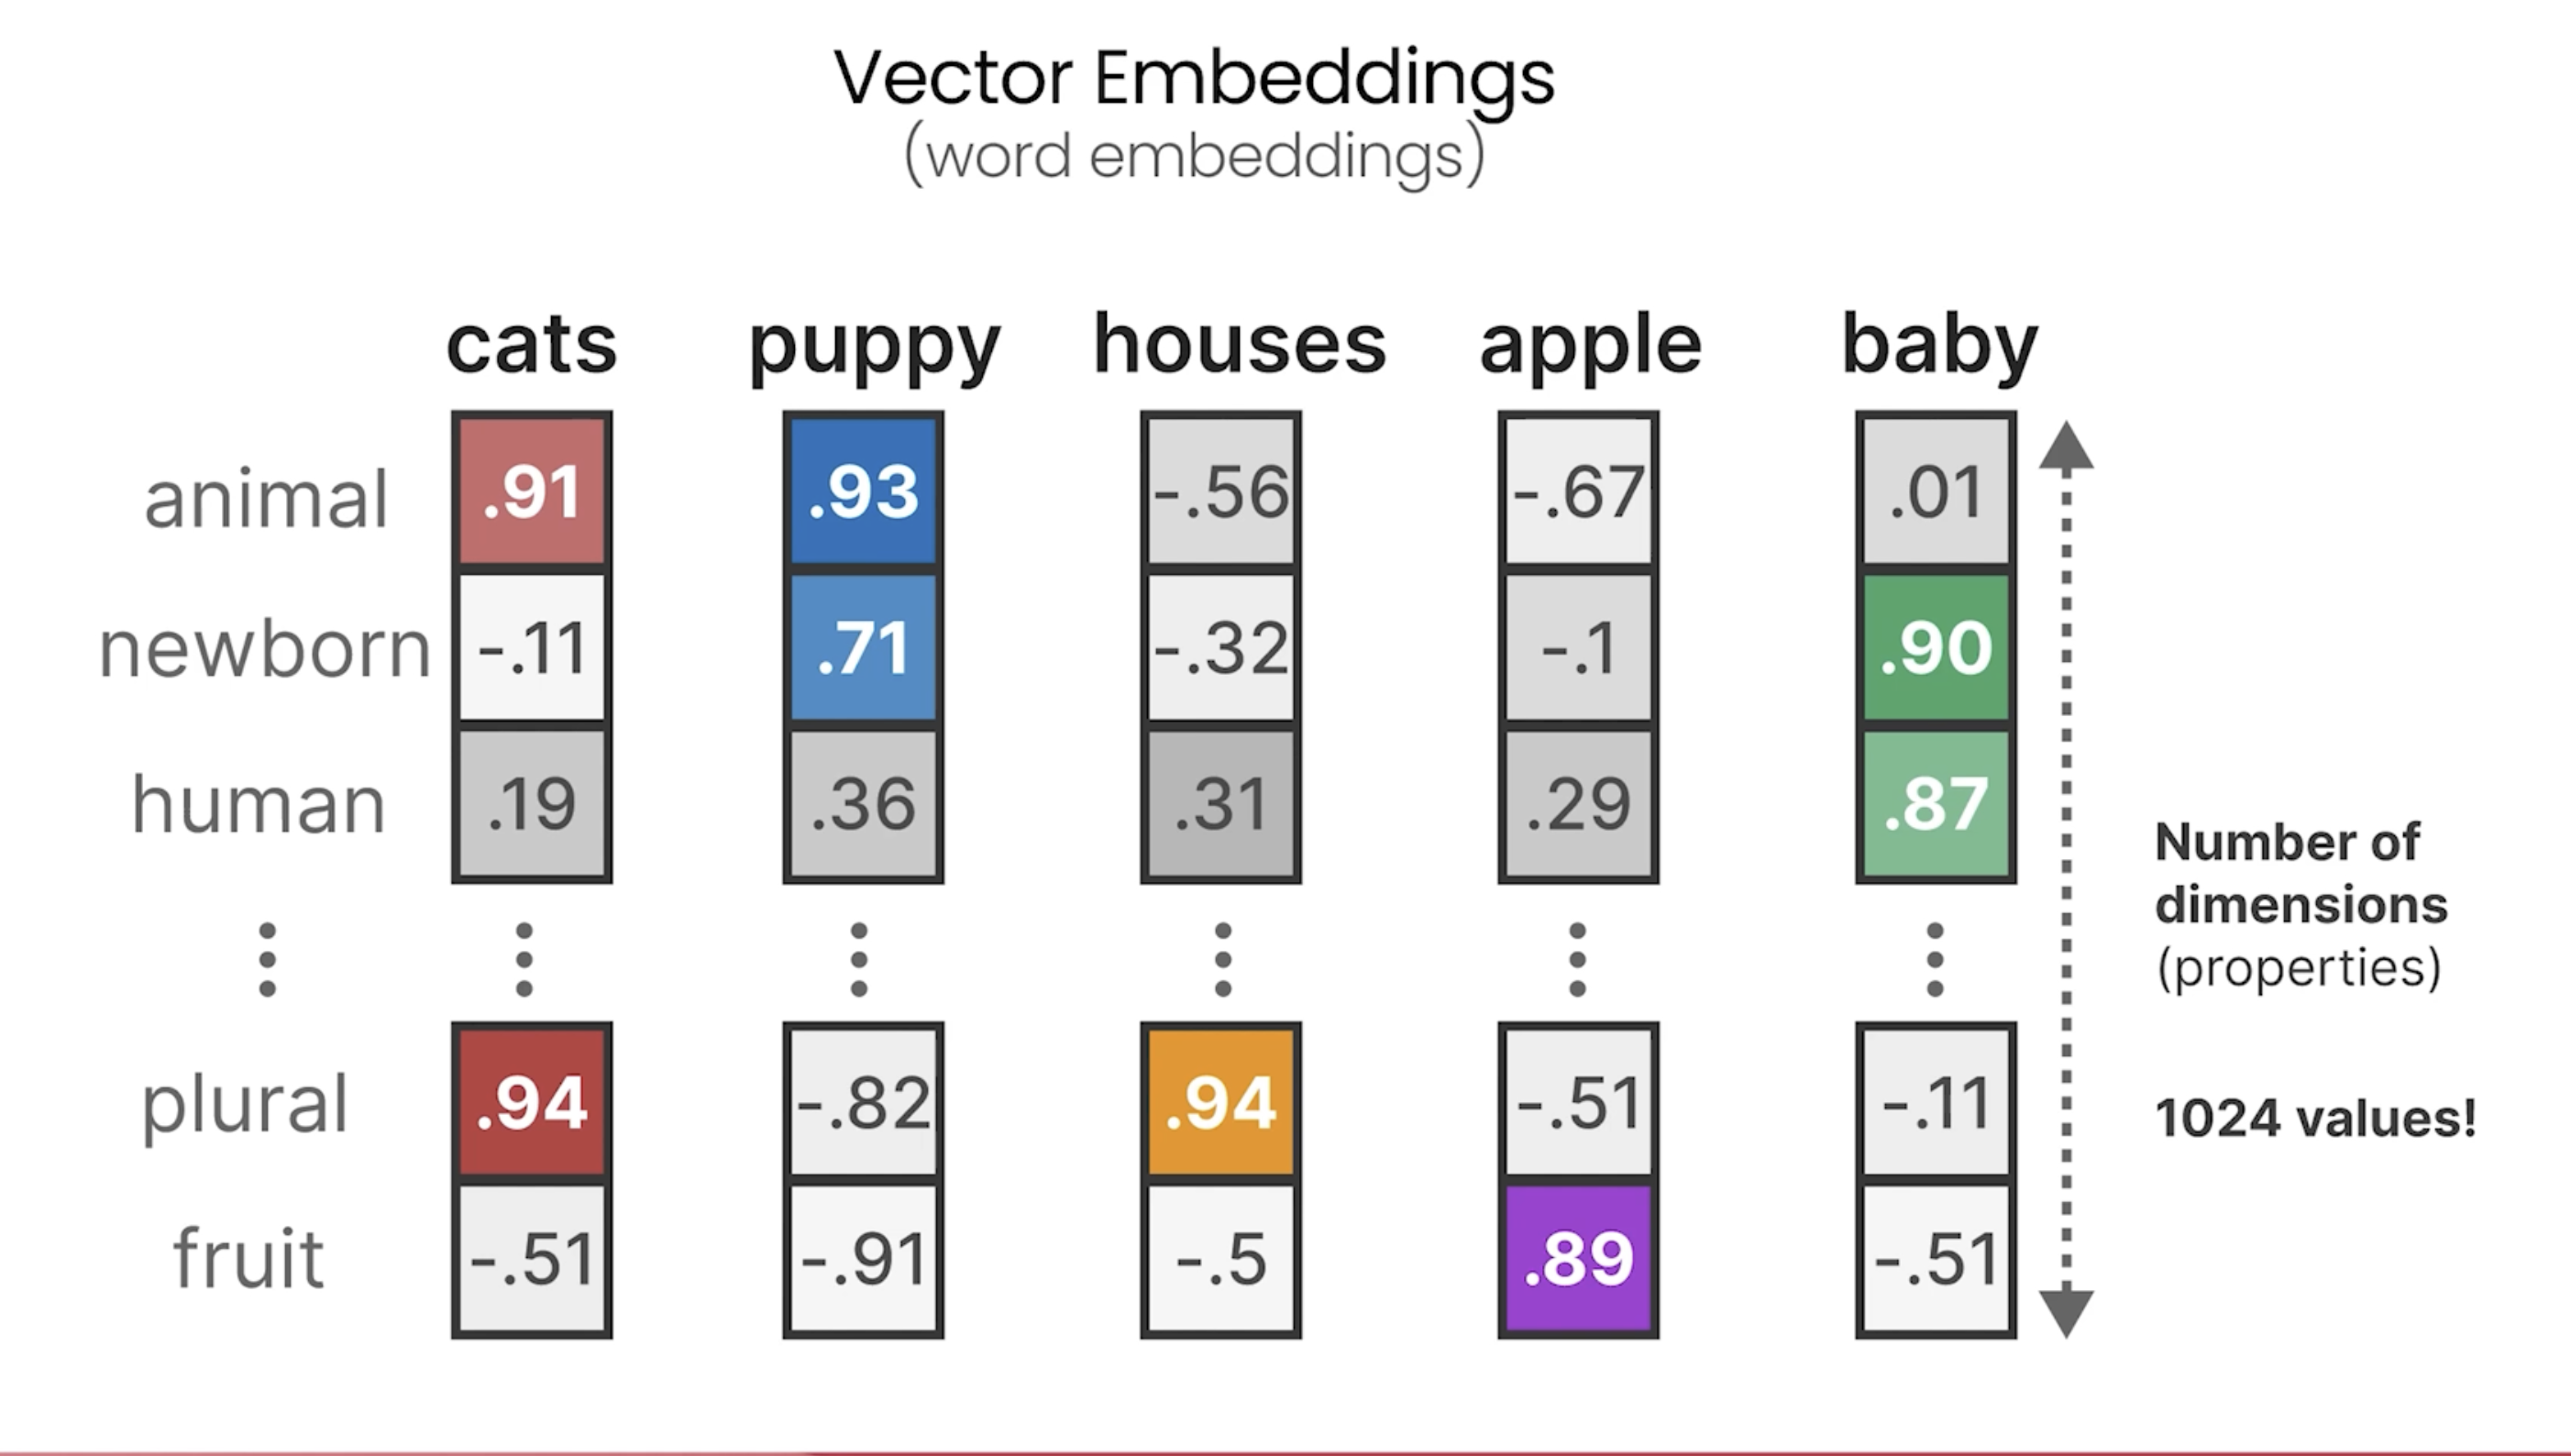 Vector Embeddings
(word embeddings)
cats puppy houses apple baby
animal .91 .93 -.56 -.67 .01
newborn -.11 .71 -.32 -.1 .90
human .19 .36 .31 .29 .87
Number of
dimensions
(properties)
plural .94 -.82 .94 -.51 -.11
1024 values!
fruit -.51 -.91 -.5 .89 -.51